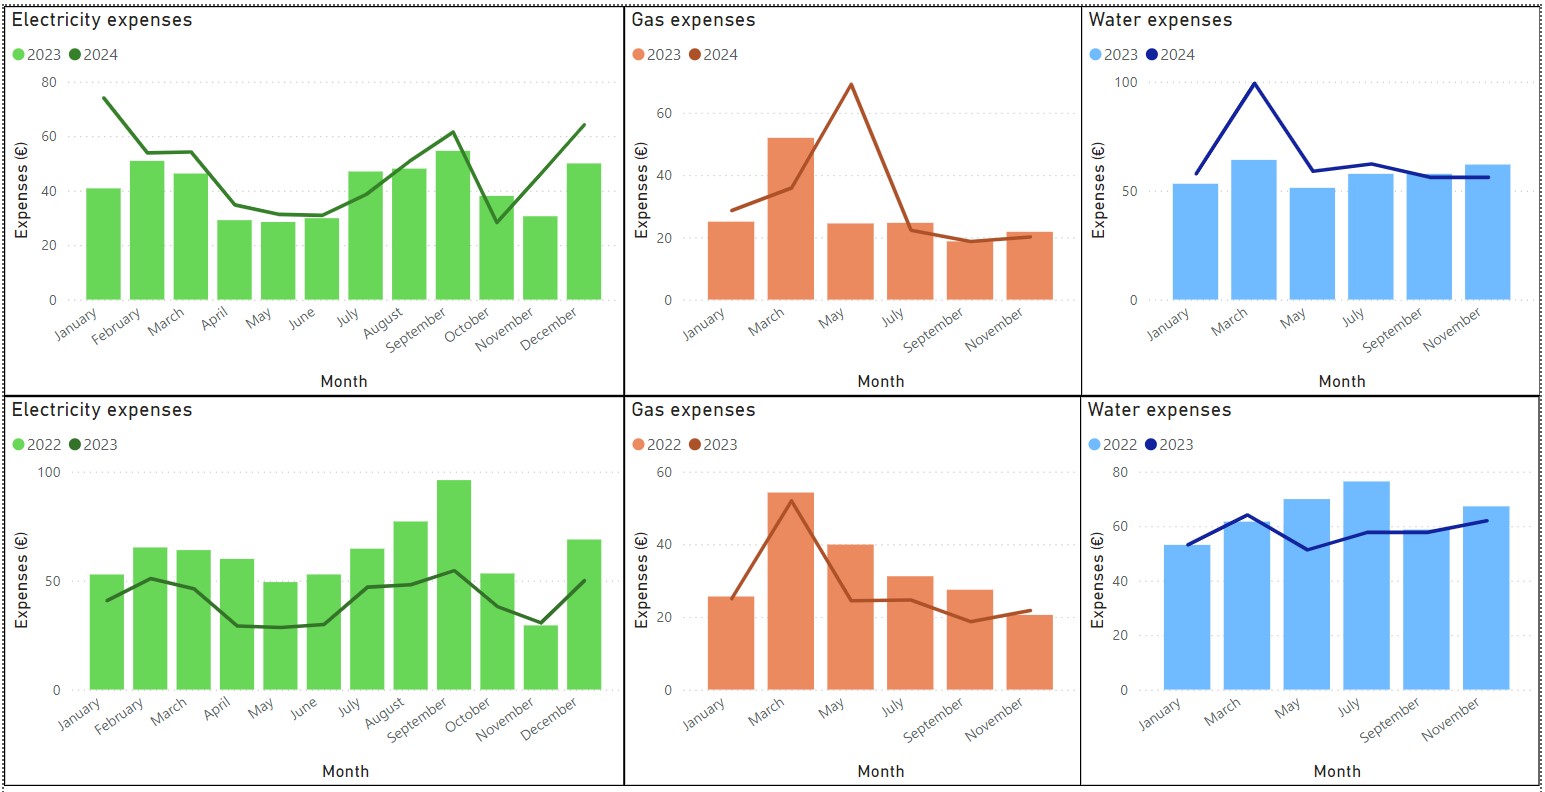 Electricity expenses
2023 2024
80
60
40
20
0
Expenses (€)
January February March April May June July August September October November December
Month
Gas expenses
2023 2024
60
40
20
0
Expenses (€)
January March May July September November
Month
Water expenses
2023 2024
100
50
0
Expenses (€)
January March May July September November
Month
Electricity expenses
2022 2023
100
50
0
Expenses (€)
January February March April May June July August September October November December
Month
Gas expenses
2022 2023
60
40
20
0
Expenses (€)
January March May July September November
Month
Water expenses
2022 2023
80
60
40
20
0
Expenses (€)
January March May July September November
Month